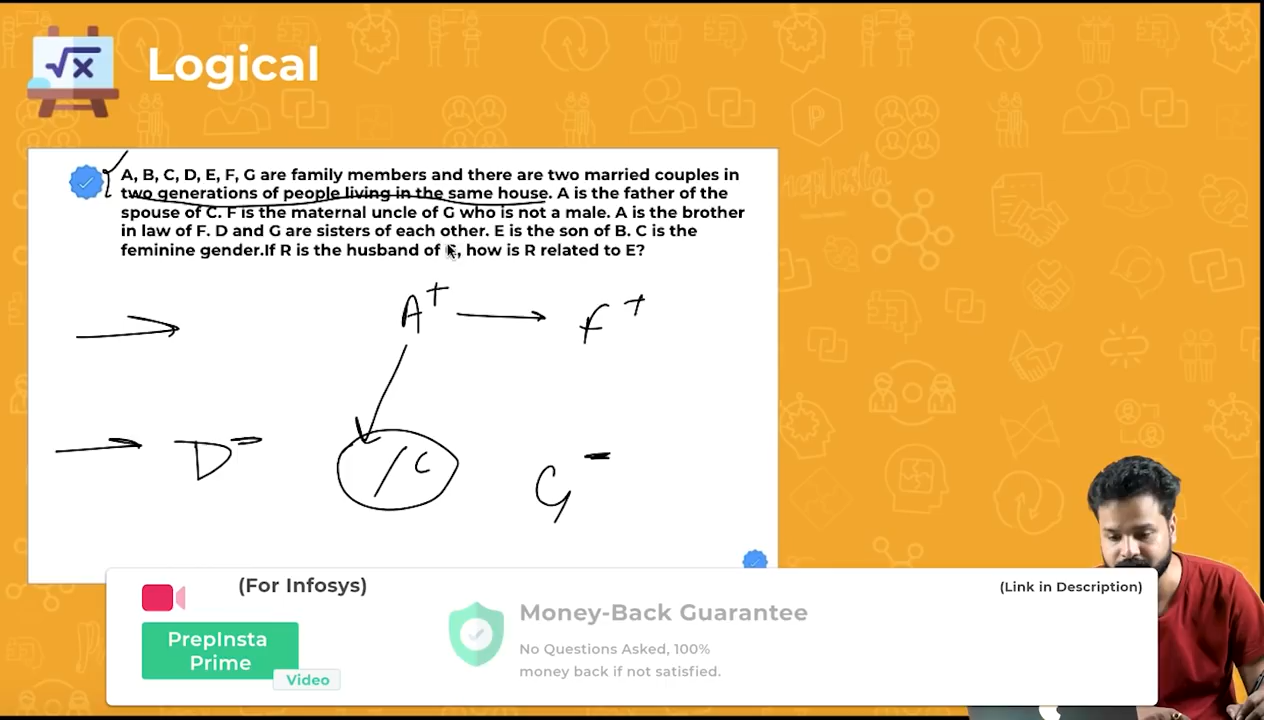 √x Logical
A, B, C, D, E, F, G are family members and there are two married couples in
two generations of people living in the same house. A is the father of the
spouse of C. F is the maternal uncle of G who is not a male. A is the brother
in law of F. D and G are sisters of each other. E is the son of B. C is the
feminine gender.If R is the husband of , how is R related to E?
A+ F+
D- /C G-
(For Infosys)
(Link in Description)
PrepInsta
Prime
Video
Money-Back Guarantee
No Questions Asked, 100%
money back if not satisfied.